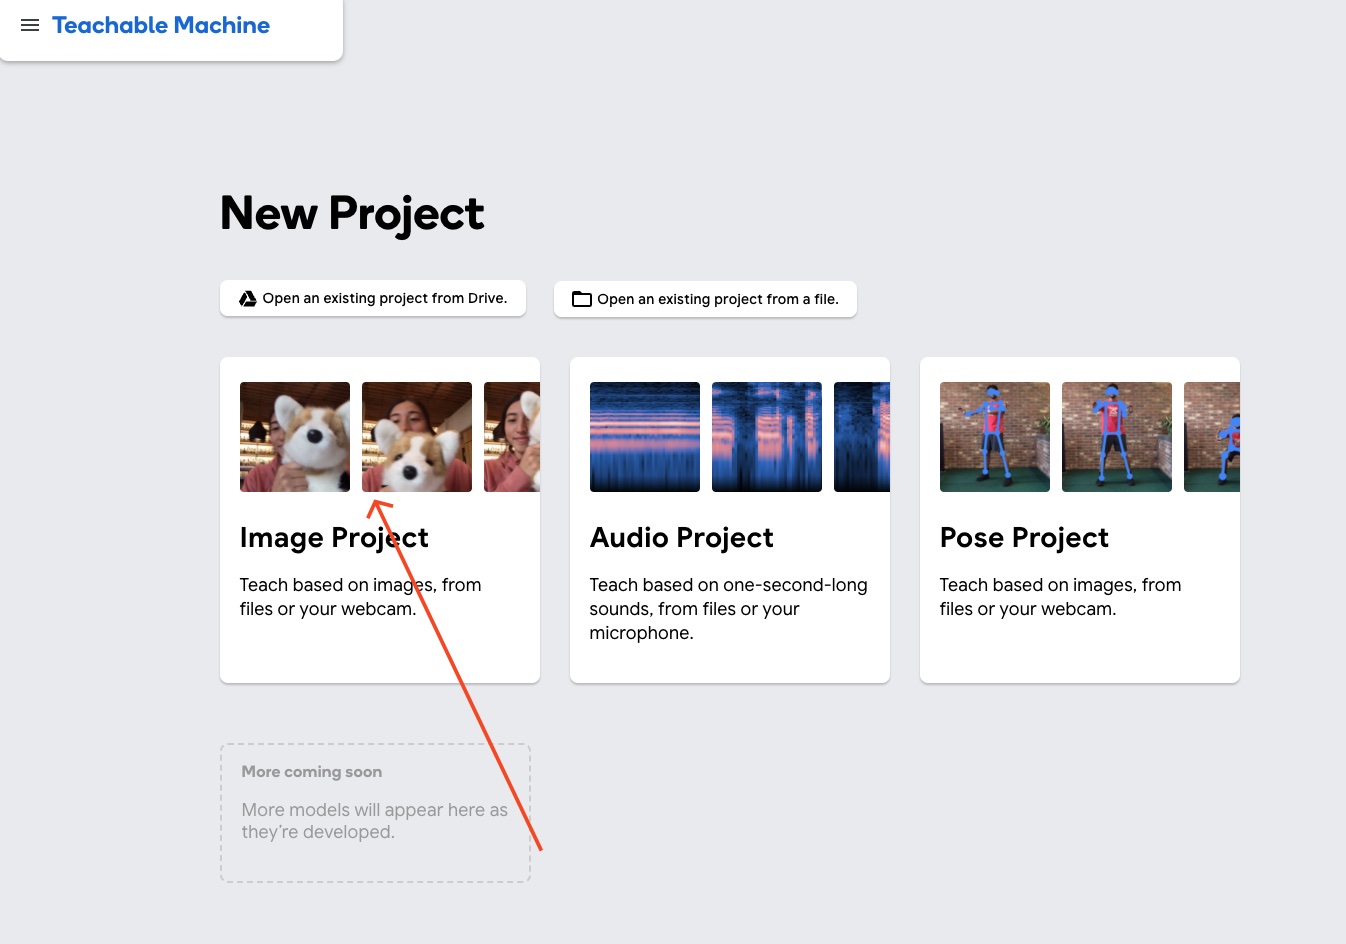 Teachable Machine
New Project
Open an existing project from Drive.
Open an existing project from a file.
Image Project
Teach based on images, from
files or your webcam.
Audio Project
Teach based on one-second-long
sounds, from files or your
microphone.
Pose Project
Teach based on images, from
files or your webcam.
More coming soon
More models will appear here as
they're developed.